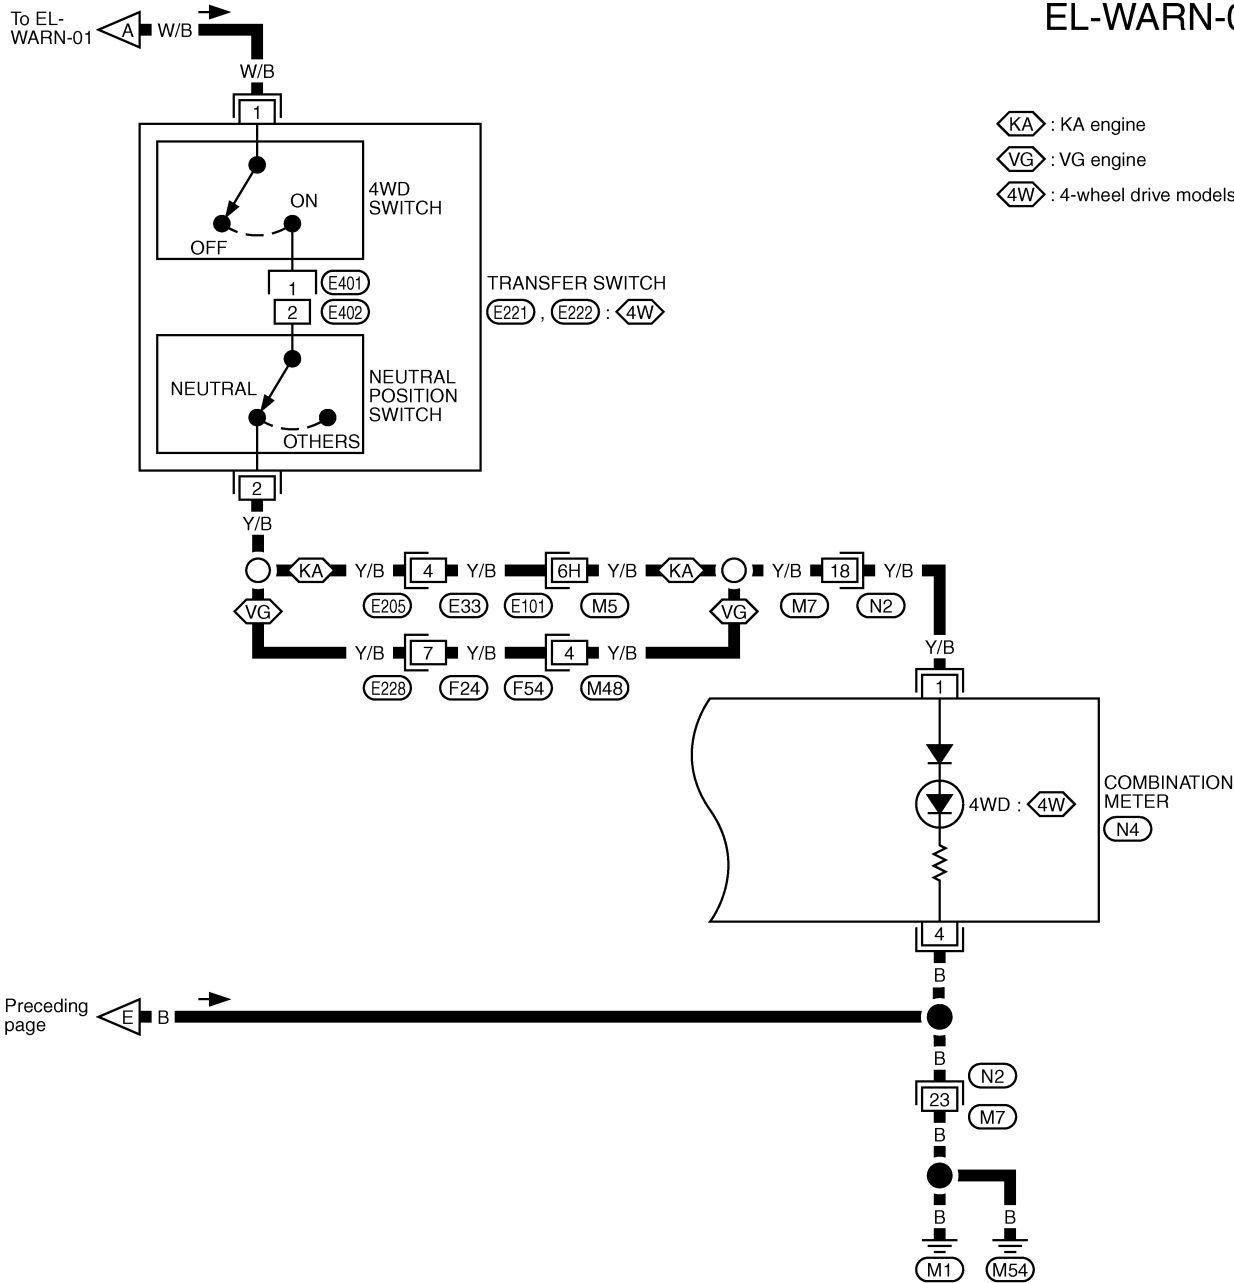 To EL-
WARN-01
A
W/B
EL-WARN-0
W/B
1
KA : KA engine
VG : VG engine
4W : 4-wheel drive models
4WD
SWITCH
ON
OFF
1
E401
2
E402
TRANSFER SWITCH
E221 , E222 : 4W
NEUTRAL
NEUTRAL
POSITION
SWITCH
OTHERS
2
Y/B
KA Y/B 4 Y/B 6H Y/B KA Y/B 18 Y/B
E205 E33 E101 M5 M7 N2
VG VG
Y/B 7 Y/B 4 Y/B
E228 F24 F54 M48
Y/B
1
4WD : 4W
COMBINATION
METER
N4
4
B
Preceding
page
E B
B
N2
23
M7
B
B B
M1 M54